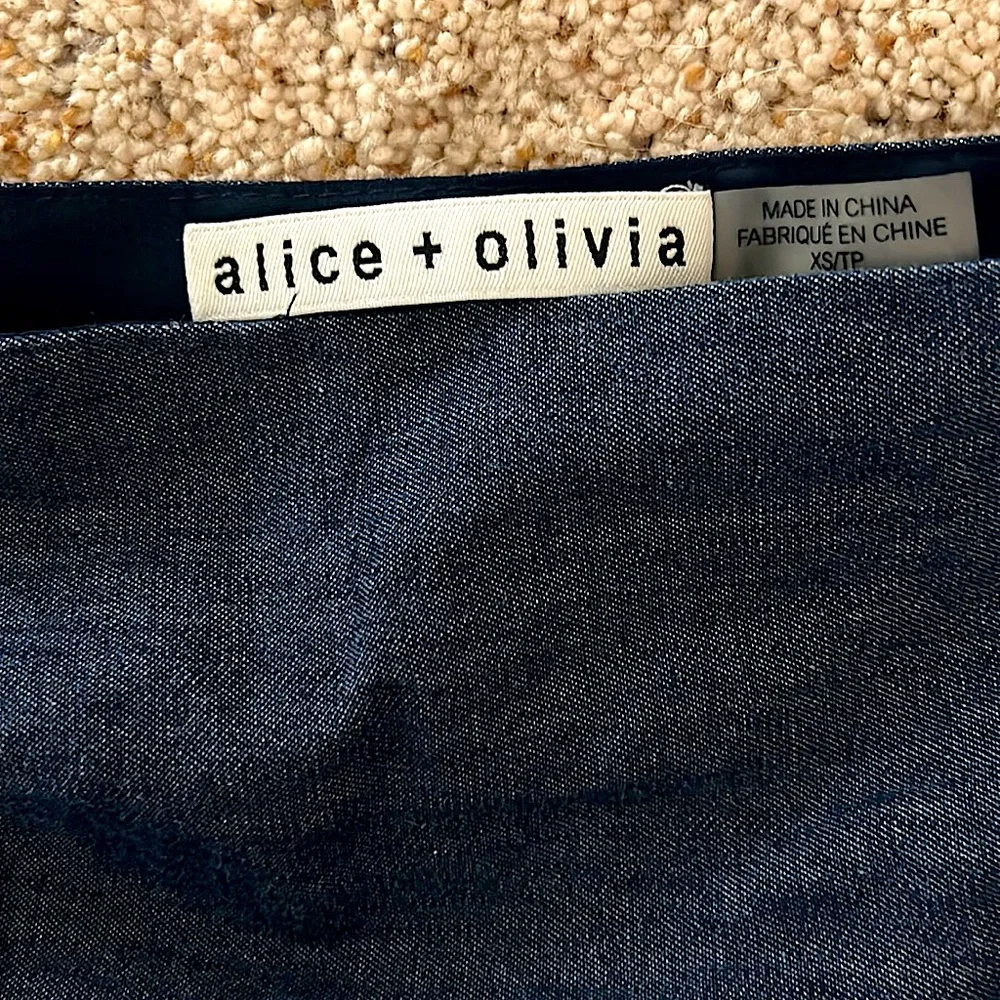 alice + olivia
MADE IN CHINA
FABRIQUÉ EN CHINE
XS/TP